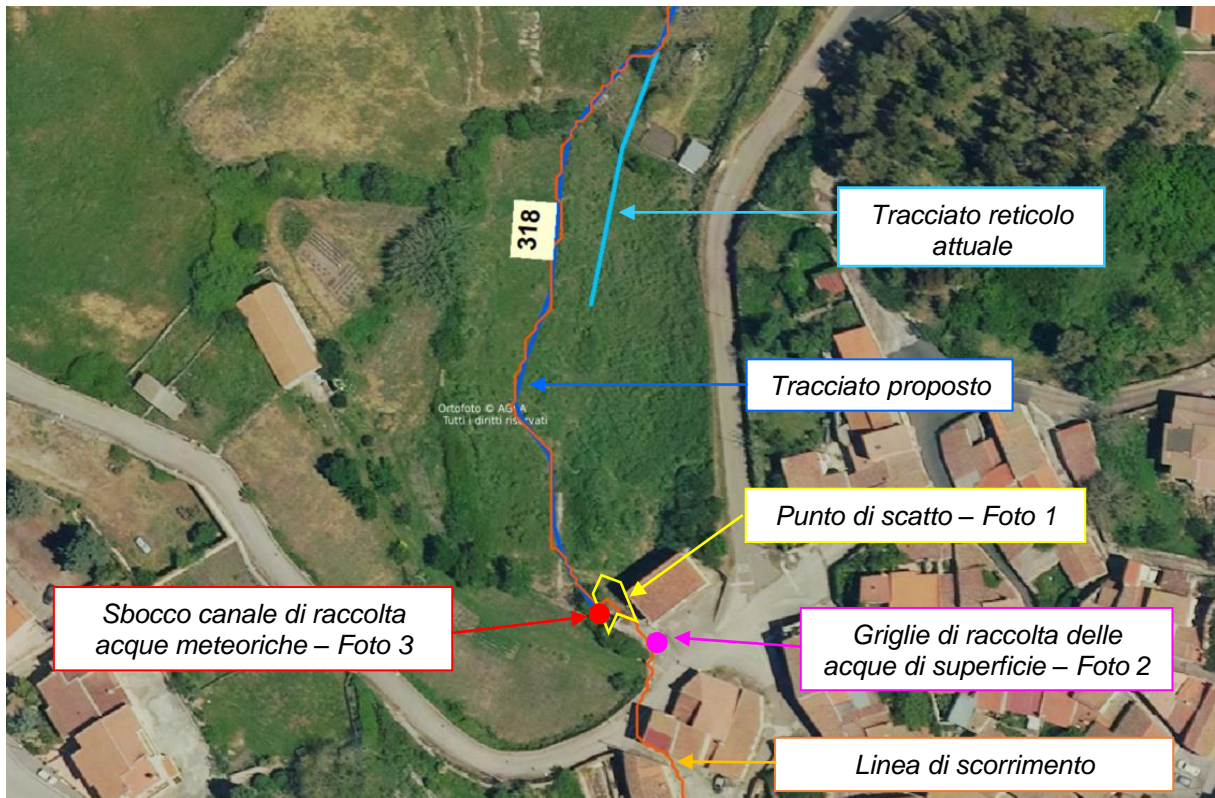 Tracciato reticolo
attuale
318
Tracciato proposto
Ortofoto © AGEA
Tutti i diritti riservati
Punto di scatto – Foto 1
Sbocco canale di raccolta
acque meteoriche – Foto 3
Griglie di raccolta delle
acque di superficie – Foto 2
Linea di scorrimento